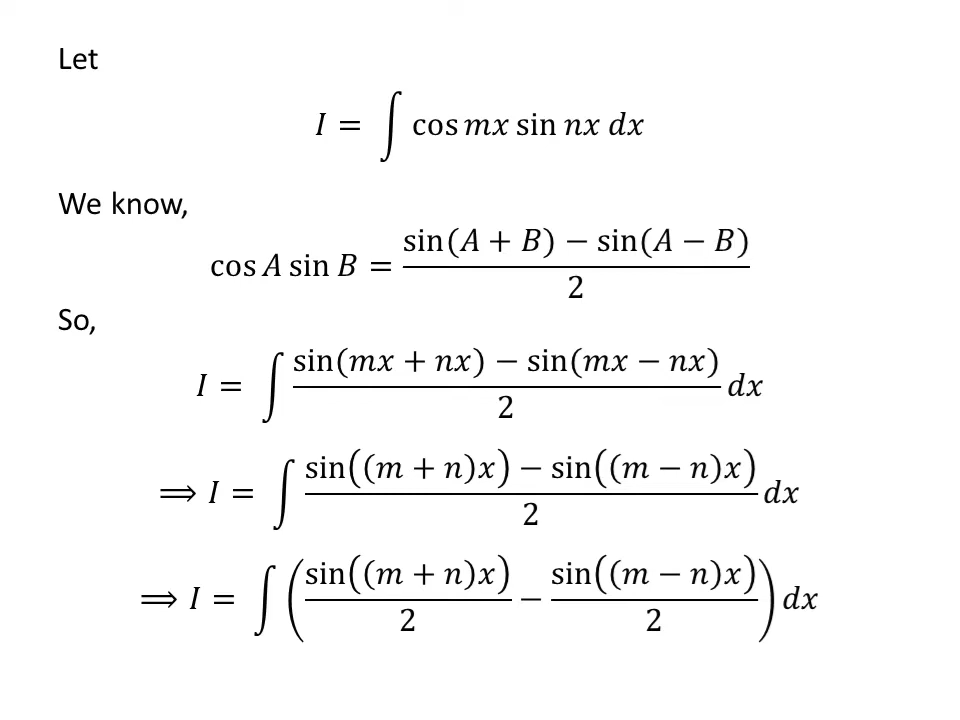 Let
I = ∫ cos mx sin nx dx
We know,
cos A sin B = (sin(A + B) − sin(A − B)) / 2
So,
I = ∫ (sin(mx + nx) − sin(mx − nx)) / 2 dx
⟹ I = ∫ (sin((m + n)x) − sin((m − n)x)) / 2 dx
⟹ I = ∫ (sin((m + n)x) / 2 − sin((m − n)x) / 2) dx